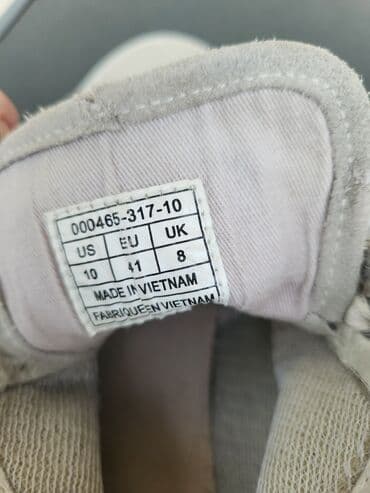 000465-317-10
US EU UK
10 41 8
MADE IN VIETNAM
FABRIQUE EN VIETNAM